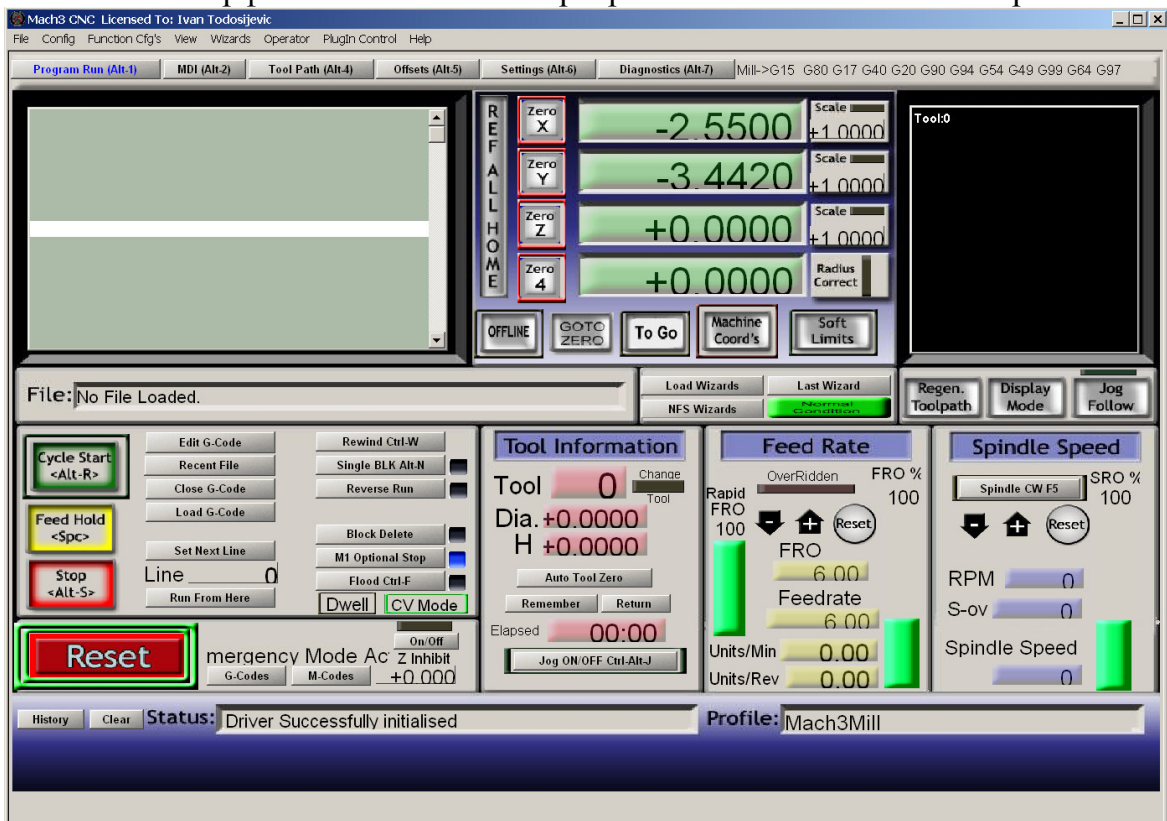 Mach3 CNC Licensed To: Ivan Todosijevic
File Config Function Cfg's View Wizards Operator PlugIn Control Help
Program Run (Alt-1) MDI (Alt-2) Tool Path (Alt-4) Offsets (Alt-5) Settings (Alt-6) Diagnostics (Alt-7) Mill->G15 G80 G17 G40 G20 G90 G94 G54 G49 G99 G64 G97
REF ALL HOME
Zero X -2.5500 Scale +1.0000
Zero Y -3.4420 Scale +1.0000
Zero Z +0.0000 Scale +1.0000
Zero 4 +0.0000 Radius Correct
OFFLINE GOTO ZERO To Go Machine Coord's Soft Limits
Tool:0
File: No File Loaded.
Load Wizards Last Wizard
NFS Wizards Normal Condition
Regen. Toolpath Display Mode Jog Follow
Cycle Start <Alt-R>
Feed Hold <Spc>
Stop <Alt-S>
Edit G-Code
Recent File
Close G-Code
Load G-Code
Set Next Line
Line 0
Run From Here
Rewind Ctrl-W
Single BLK Alt-N
Reverse Run
Block Delete
M1 Optional Stop
Flood Ctrl-F
Dwell CV Mode
Reset
mergency Mode Ac
On/Off
Z Inhibit
+0.000
G-Codes M-Codes
Tool Information
Tool 0 Change Tool
Dia. +0.0000
H +0.0000
Auto Tool Zero
Remember Return
Elapsed 00:00
Jog ON/OFF Ctrl-Alt-J
Feed Rate
OverRidden FRO %
100
Rapid FRO
100
Reset
FRO
6.00
Feedrate
6.00
Units/Min 0.00
Units/Rev 0.00
Spindle Speed
Spindle CW F5 SRO %
100
Reset
RPM 0
S-ov 0
Spindle Speed
0
History Clear Status: Driver Successfully initialised Profile: Mach3Mill